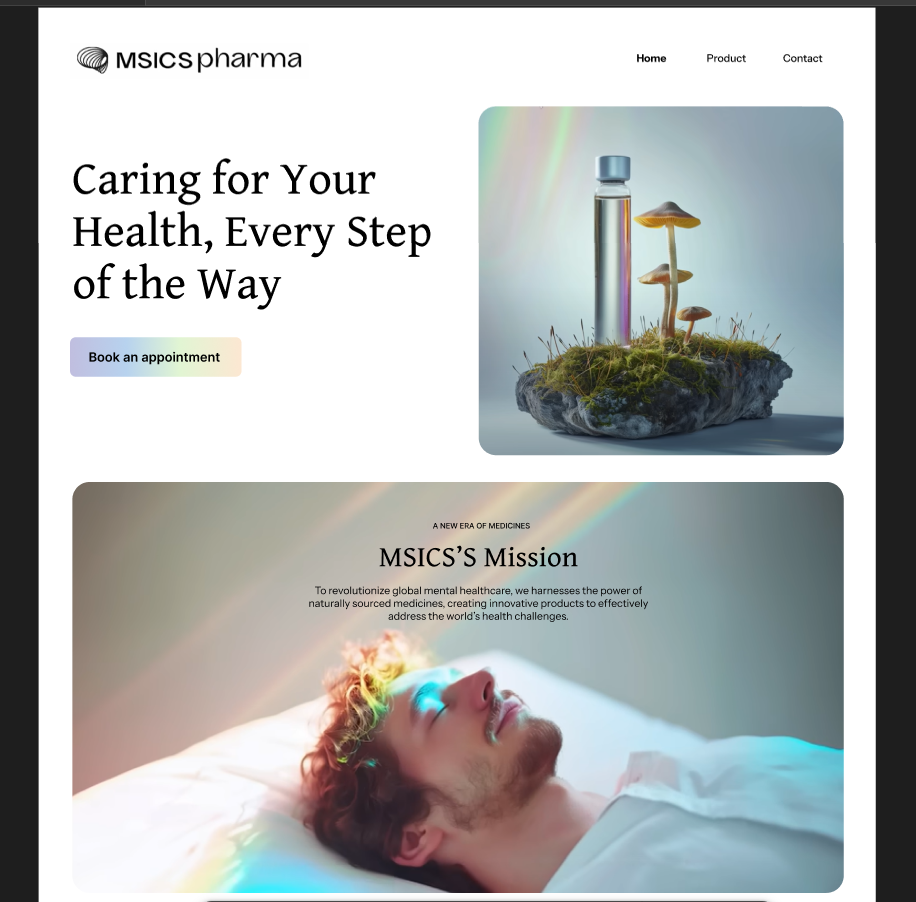 MSICS pharma
Home
Product
Contact
Caring for Your
Health, Every Step
of the Way
Book an appointment
A NEW ERA OF MEDICINES
MSICS’S Mission
To revolutionize global mental healthcare, we harnesses the power of
naturally sourced medicines, creating innovative products to effectively
address the world’s health challenges.